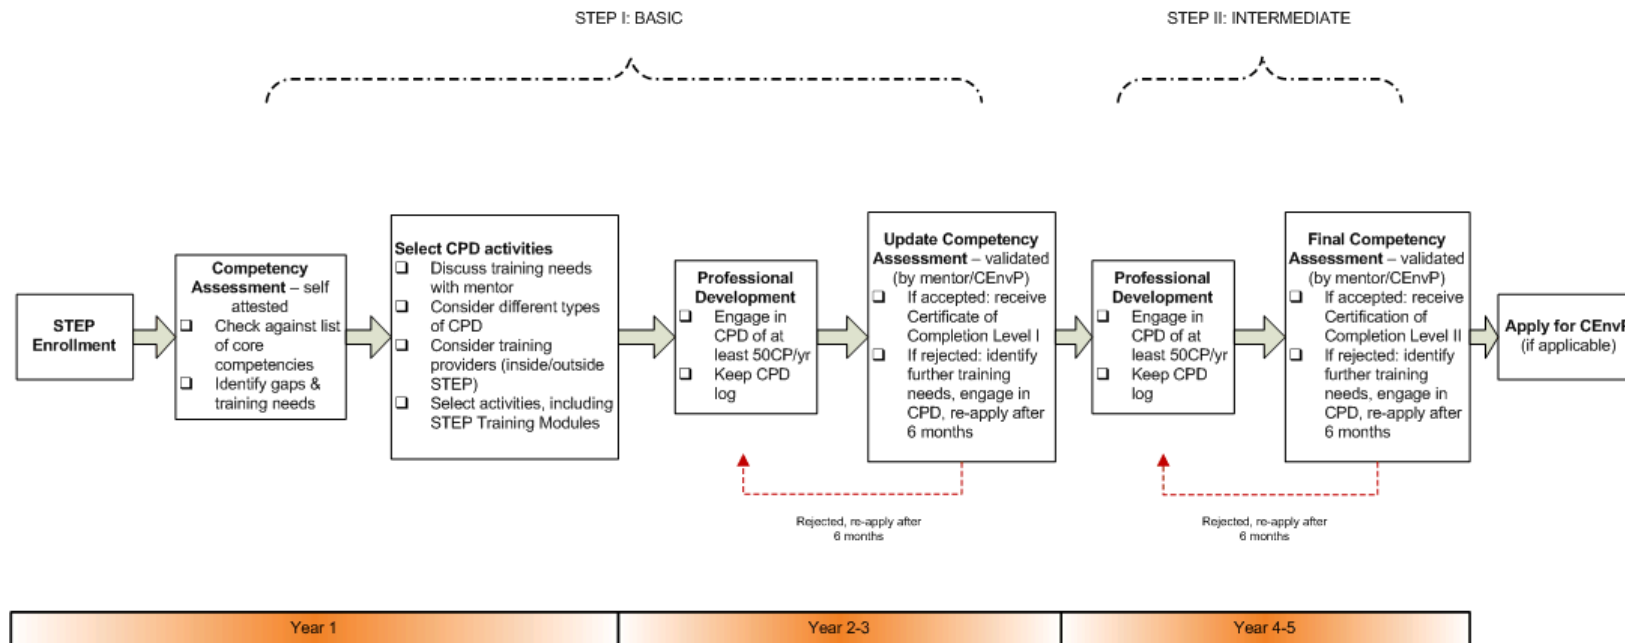 STEP I: BASIC
STEP II: INTERMEDIATE
STEP
Enrollment
Competency
Assessment – self
attested
❑ Check against list
of core
competencies
❑ Identify gaps &
training needs
Select CPD activities
❑ Discuss training needs
with mentor
❑ Consider different types
of CPD
❑ Consider training
providers (inside/outside
STEP)
❑ Select activities, including
STEP Training Modules
Professional
Development
❑ Engage in
CPD of at
least 50CP/yr
❑ Keep CPD
log
Update Competency
Assessment – validated
(by mentor/CEnvP)
❑ If accepted: receive
Certificate of
Completion Level I
❑ If rejected: identify
further training
needs, engage in
CPD, re-apply after
6 months
Professional
Development
❑ Engage in
CPD of at
least 50CP/yr
❑ Keep CPD
log
Final Competency
Assessment – validated
(by mentor/CEnvP)
❑ If accepted: receive
Certification of
Completion Level II
❑ If rejected: identify
further training
needs, engage in
CPD, re-apply after
6 months
Apply for CEnvP
(if applicable)
Rejected, re-apply after
6 months
Rejected, re-apply after
6 months
Year 1
Year 2-3
Year 4-5